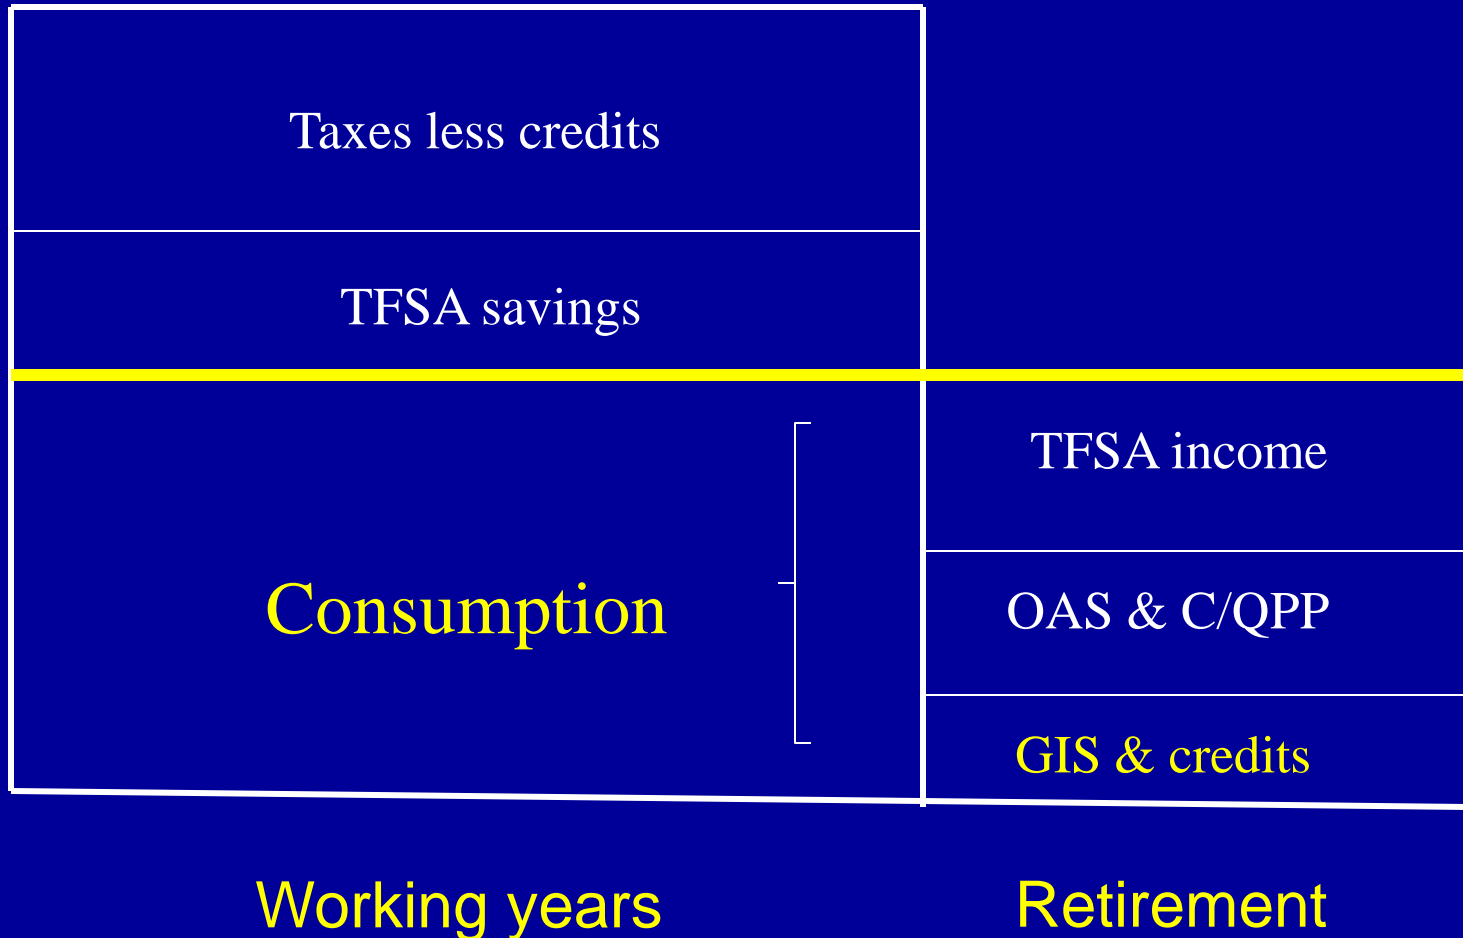 Taxes less credits
TFSA savings
Consumption
TFSA income
OAS & C/QPP
GIS & credits
Working years
Retirement